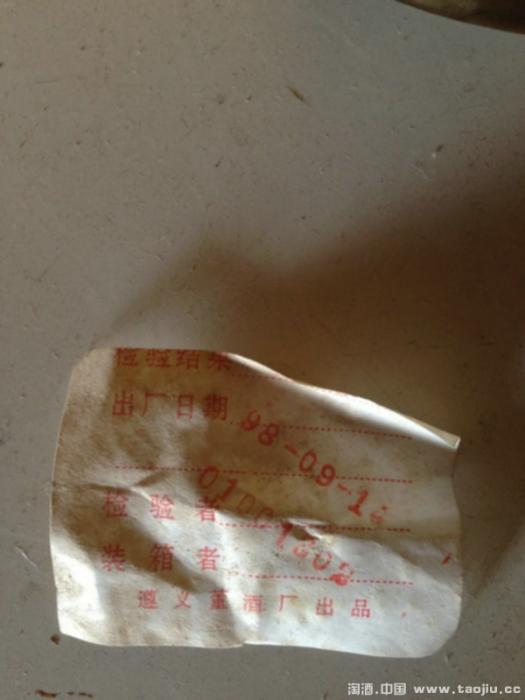 检验结果
出厂日期 98-09-16
检验者
装箱者
遵义董酒厂出品
淘酒.中国 www.taojiu.cc